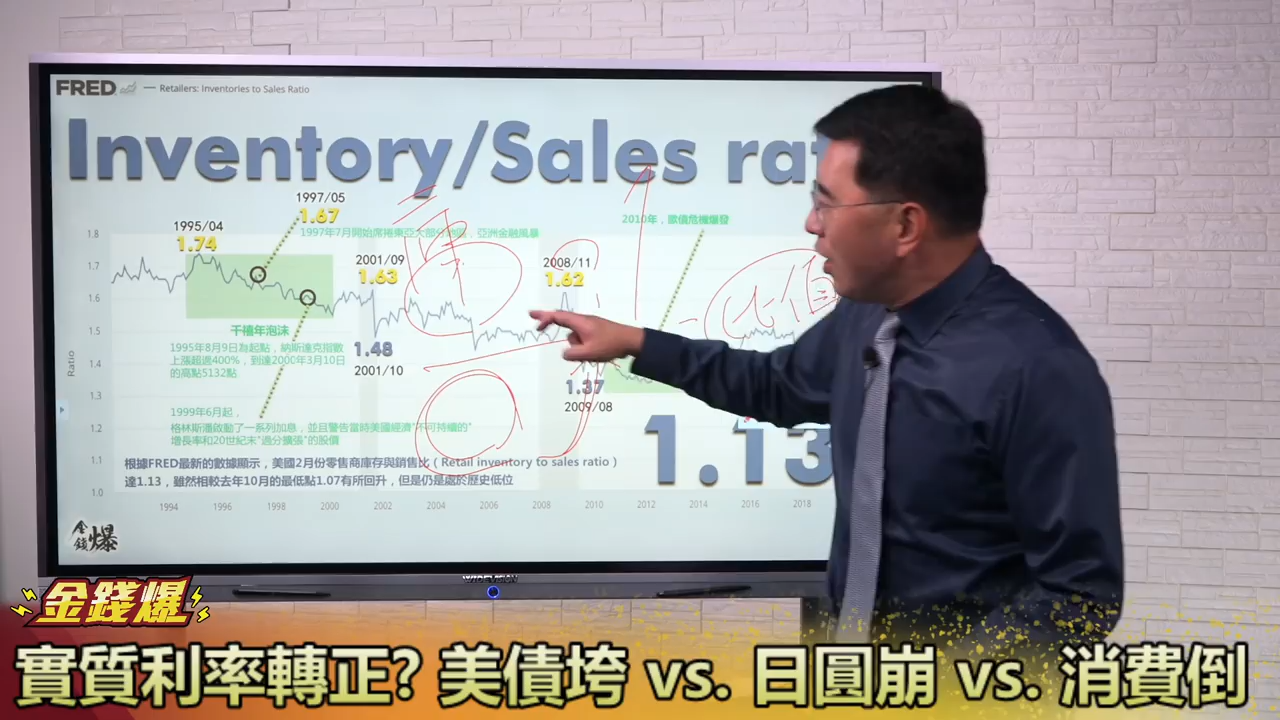 FRED — Retailers: Inventories to Sales Ratio
Inventory/Sales
1997/05
1.67
1995/04
1.74
1997年7月開始席捲東亞大部分地區，亞洲金融風暴
2010年，歐債危機爆發
2001/09
1.63
2008/11
1.62
1.8
1.7
1.6
1.5
1.4
1.3
1.2
1.1
1.0
Ratio
千禧年泡沫
1995年8月9日為起點，納斯達克指數
上漲超過400%，到達2000年3月10日
的高點5132點
1.48
2001/10
1.37
2009/08
1999年6月起，
格林斯潘啟動了一系列加息，並且警告當時美國經濟"不可持續的"
增長率和20世紀末"過分擴張"的股價
1.13
根據FRED最新的數據顯示，美國2月份零售商庫存與銷售比（Retail inventory to sales ratio）
達1.13，雖然相較去年10月的最低點1.07有所回升，但是仍是處於歷史低位
1994 1996 1998 2000 2002 2004 2006 2008 2010 2012 2014 2016 2018
比值
金錢爆
金錢爆
實質利率轉正? 美債垮 vs. 日圓崩 vs. 消費倒